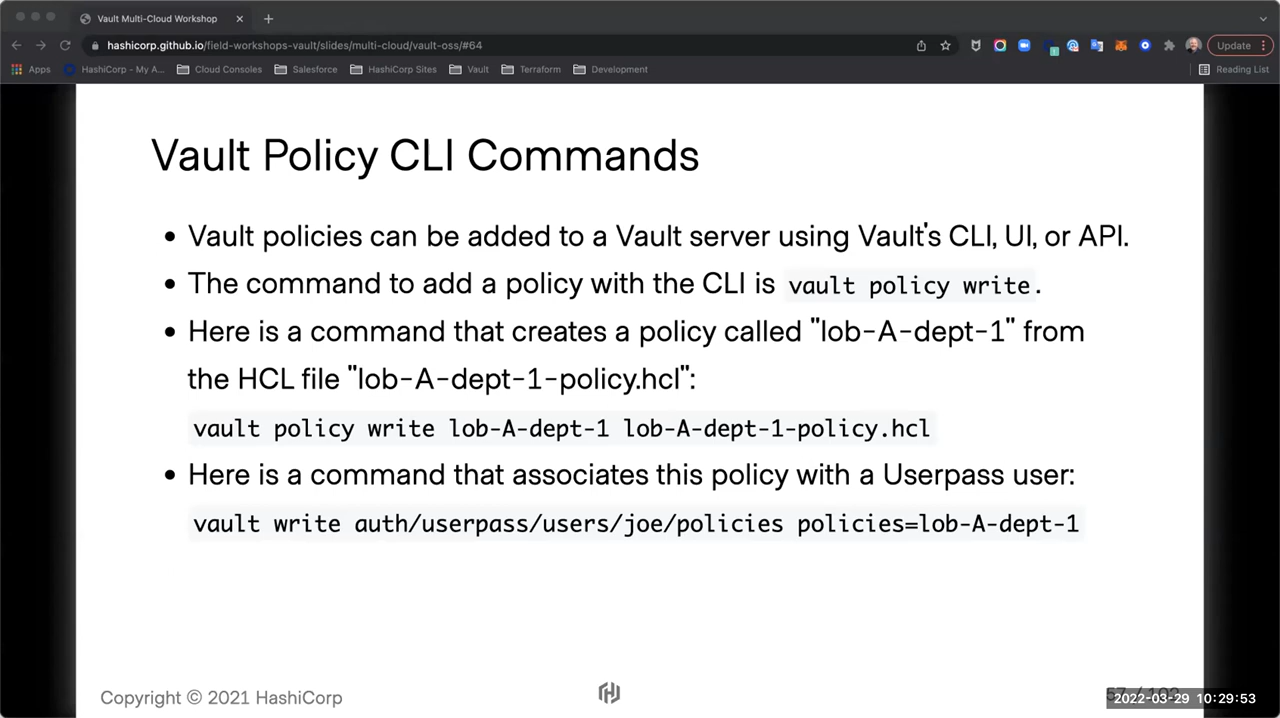 Vault Multi-Cloud Workshop
hashicorp.github.io/field-workshops-vault/slides/multi-cloud/vault-oss/#64
Update
Apps
HashiCorp - My A...
Cloud Consoles
Salesforce
HashiCorp Sites
Vault
Terraform
Development
Reading List
Vault Policy CLI Commands
• Vault policies can be added to a Vault server using Vault's CLI, UI, or API.
• The command to add a policy with the CLI is vault policy write.
• Here is a command that creates a policy called "lob-A-dept-1" from
the HCL file "lob-A-dept-1-policy.hcl":
vault policy write lob-A-dept-1 lob-A-dept-1-policy.hcl
• Here is a command that associates this policy with a Userpass user:
vault write auth/userpass/users/joe/policies policies=lob-A-dept-1
Copyright © 2021 HashiCorp
2022-03-29 10:29:53